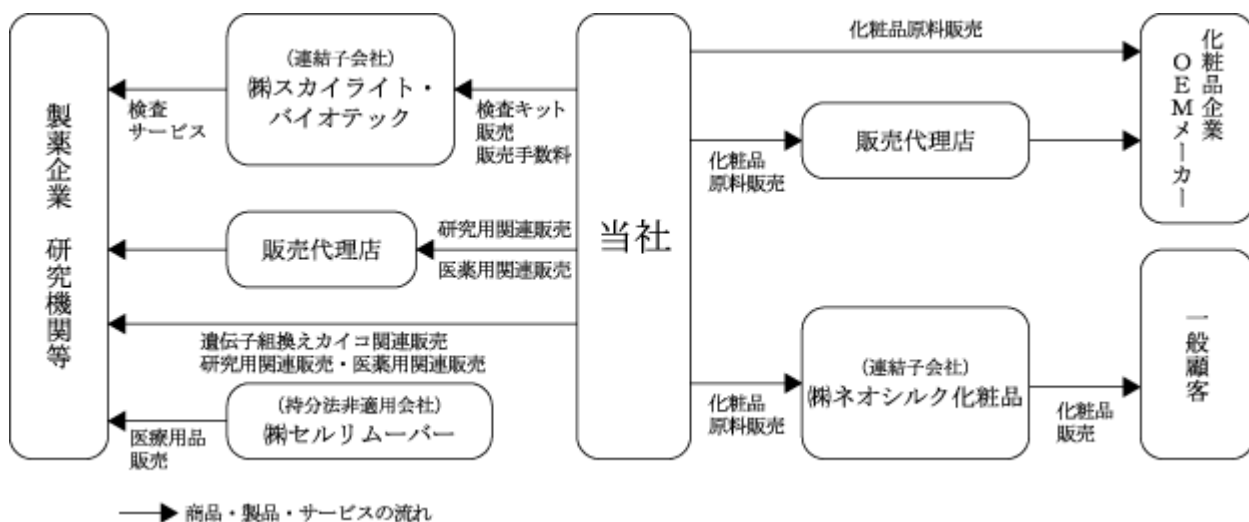 製薬企業 研究機関等
検査
サービス
(連結子会社)
㈱スカイライト・
バイオテック
検査キット
販売
販売手数料
販売代理店
研究用関連販売
医薬用関連販売
遺伝子組換えカイコ関連販売
研究用関連販売・医薬用関連販売
(持分法非適用会社)
㈱セルリムーバー
医療用品
販売
当社
化粧品原料販売
化粧品
原料販売
販売代理店
化粧品企業
OEMメーカー
化粧品
原料販売
(連結子会社)
㈱ネオシルク化粧品
化粧品
販売
一般顧客
商品・製品・サービスの流れ